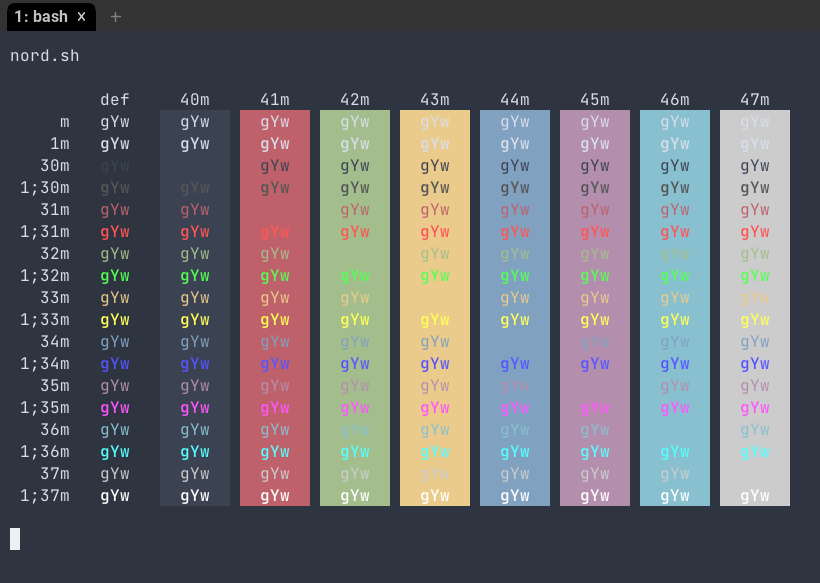 1: bash x +
nord.sh
def 40m 41m 42m 43m 44m 45m 46m 47m
m gYw gYw gYw gYw gYw gYw gYw gYw gYw
1m gYw gYw gYw gYw gYw gYw gYw gYw gYw
30m gYw gYw gYw gYw gYw gYw gYw gYw
1;30m gYw gYw gYw gYw gYw gYw gYw gYw gYw
31m gYw gYw gYw gYw gYw gYw gYw gYw
1;31m gYw gYw gYw gYw gYw gYw gYw gYw gYw
32m gYw gYw gYw gYw gYw gYw gYw gYw
1;32m gYw gYw gYw gYw gYw gYw gYw gYw gYw
33m gYw gYw gYw gYw gYw gYw gYw gYw
1;33m gYw gYw gYw gYw gYw gYw gYw gYw gYw
34m gYw gYw gYw gYw gYw gYw gYw gYw
1;34m gYw gYw gYw gYw gYw gYw gYw gYw gYw
35m gYw gYw gYw gYw gYw gYw gYw gYw
1;35m gYw gYw gYw gYw gYw gYw gYw gYw gYw
36m gYw gYw gYw gYw gYw gYw gYw gYw
1;36m gYw gYw gYw gYw gYw gYw gYw gYw gYw
37m gYw gYw gYw gYw gYw gYw gYw gYw
1;37m gYw gYw gYw gYw gYw gYw gYw gYw gYw